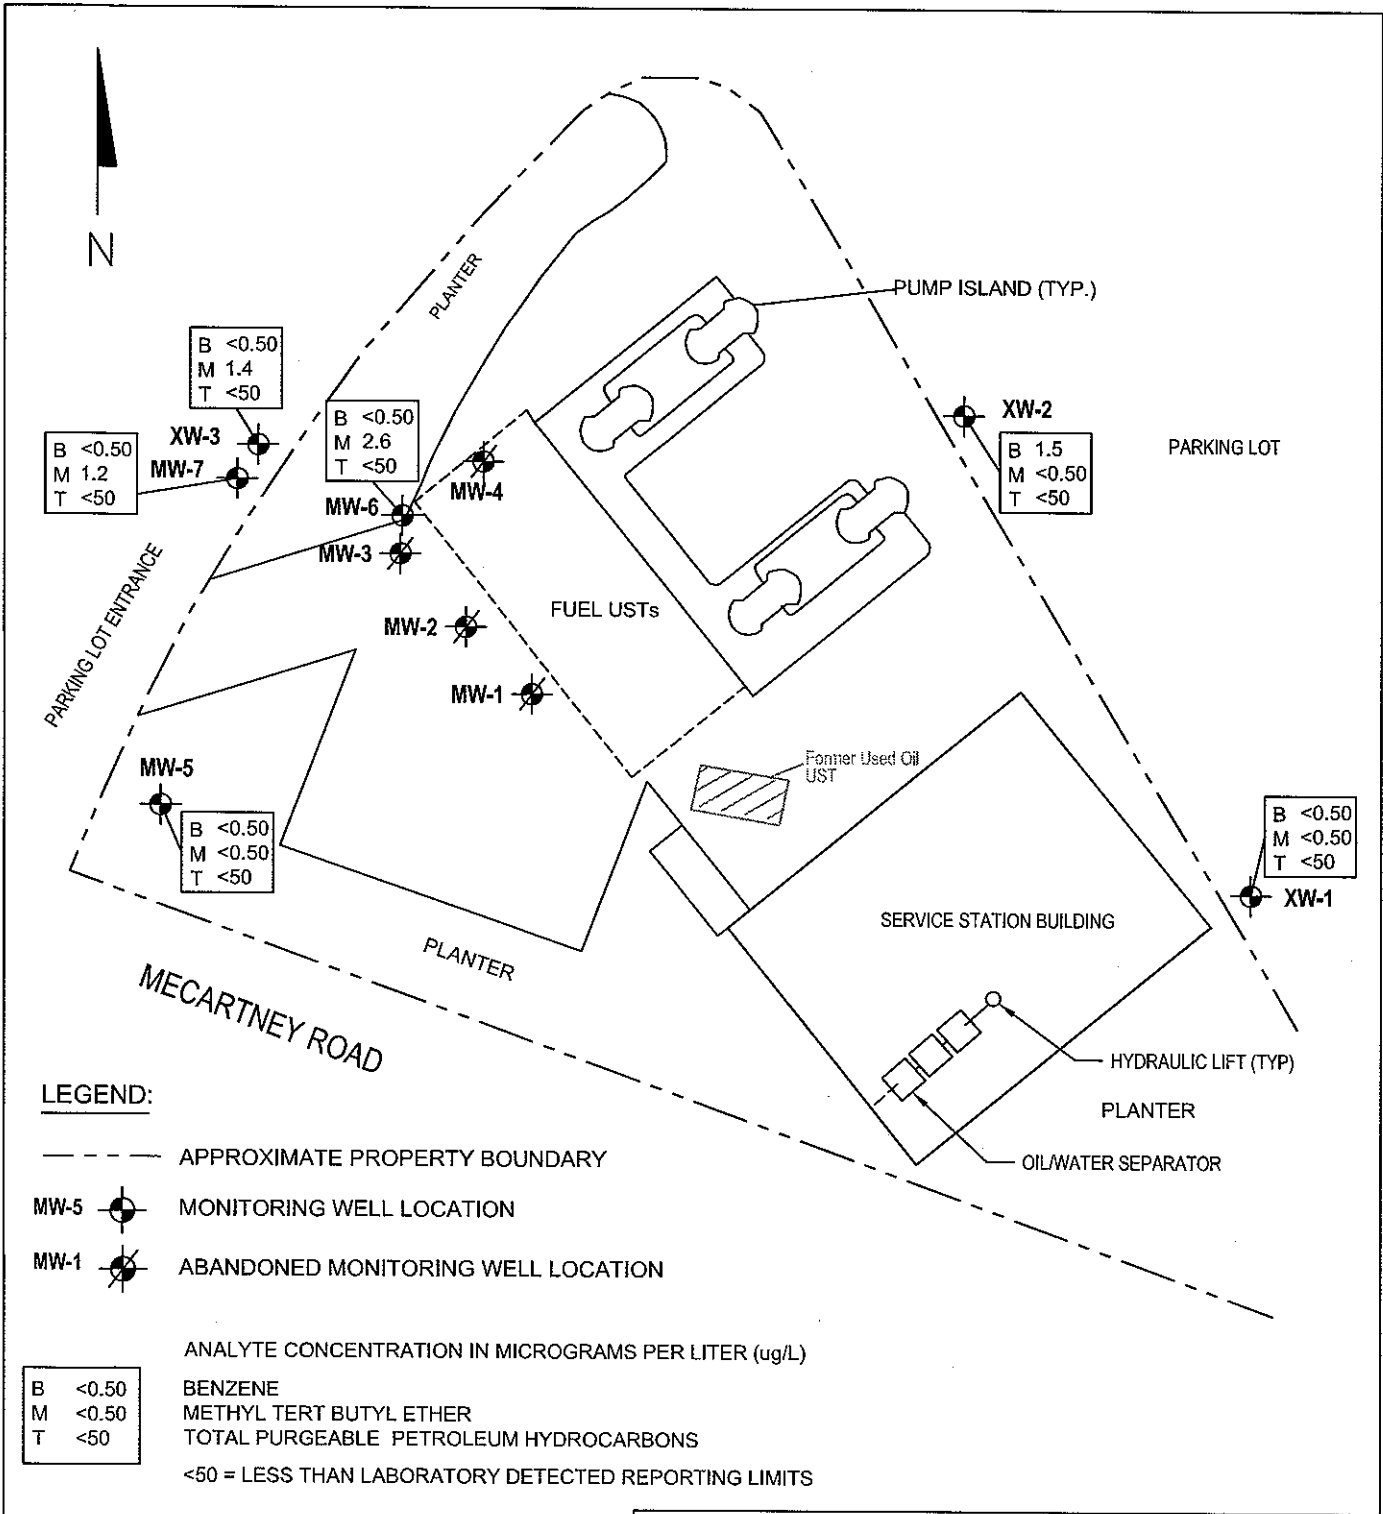 N
PLANTER
PUMP ISLAND (TYP.)
B <0.50
M 1.4
T <50
XW-3
B <0.50
M 2.6
T <50
XW-2
B 1.5
M <0.50
T <50
PARKING LOT
B <0.50
M 1.2
T <50
MW-7
MW-4
MW-6
MW-3
PARKING LOT ENTRANCE
FUEL USTs
MW-2
MW-1
MW-5
B <0.50
M <0.50
T <50
Former Used Oil
UST
B <0.50
M <0.50
T <50
XW-1
SERVICE STATION BUILDING
PLANTER
MECARTNEY ROAD
HYDRAULIC LIFT (TYP)
PLANTER
OIL/WATER SEPARATOR
LEGEND:
APPROXIMATE PROPERTY BOUNDARY
MW-5 MONITORING WELL LOCATION
MW-1 ABANDONED MONITORING WELL LOCATION
ANALYTE CONCENTRATION IN MICROGRAMS PER LITER (ug/L)
B <0.50 BENZENE
M <0.50 METHYL TERT BUTYL ETHER
T <50 TOTAL PURGEABLE PETROLEUM HYDROCARBONS
<50 = LESS THAN LABORATORY DETECTED REPORTING LIMITS